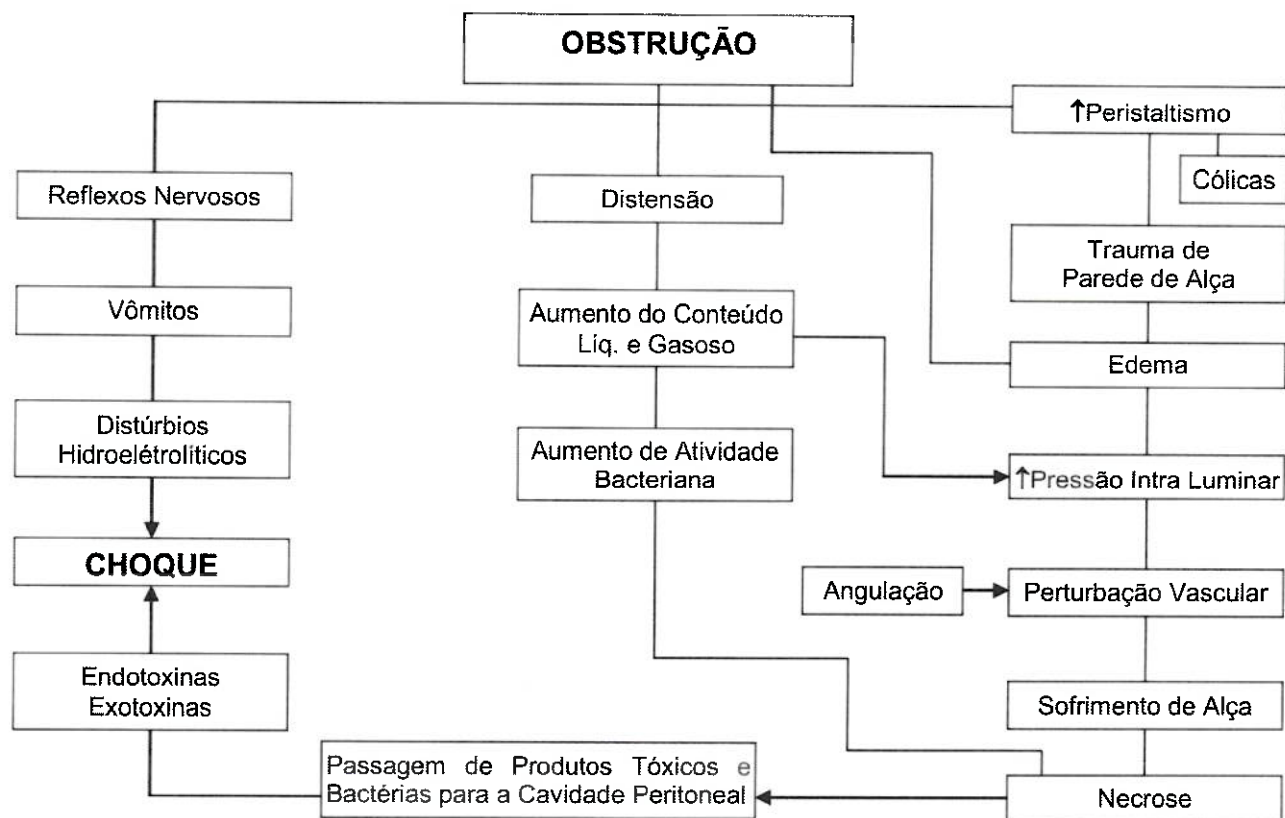 OBSTRUÇÃO
↑Peristaltismo
Cólicas
Reflexos Nervosos
Distensão
Trauma de
Parede de Alça
Vômitos
Aumento do Conteúdo
Líq. e Gasoso
Edema
Distúrbios
Hidroelétrolíticos
Aumento de Atividade
Bacteriana
↑Pressão Intra Luminar
CHOQUE
Angulação
Perturbação Vascular
Endotoxinas
Exotoxinas
Sofrimento de Alça
Passagem de Produtos Tóxicos e
Bactérias para a Cavidade Peritoneal
Necrose